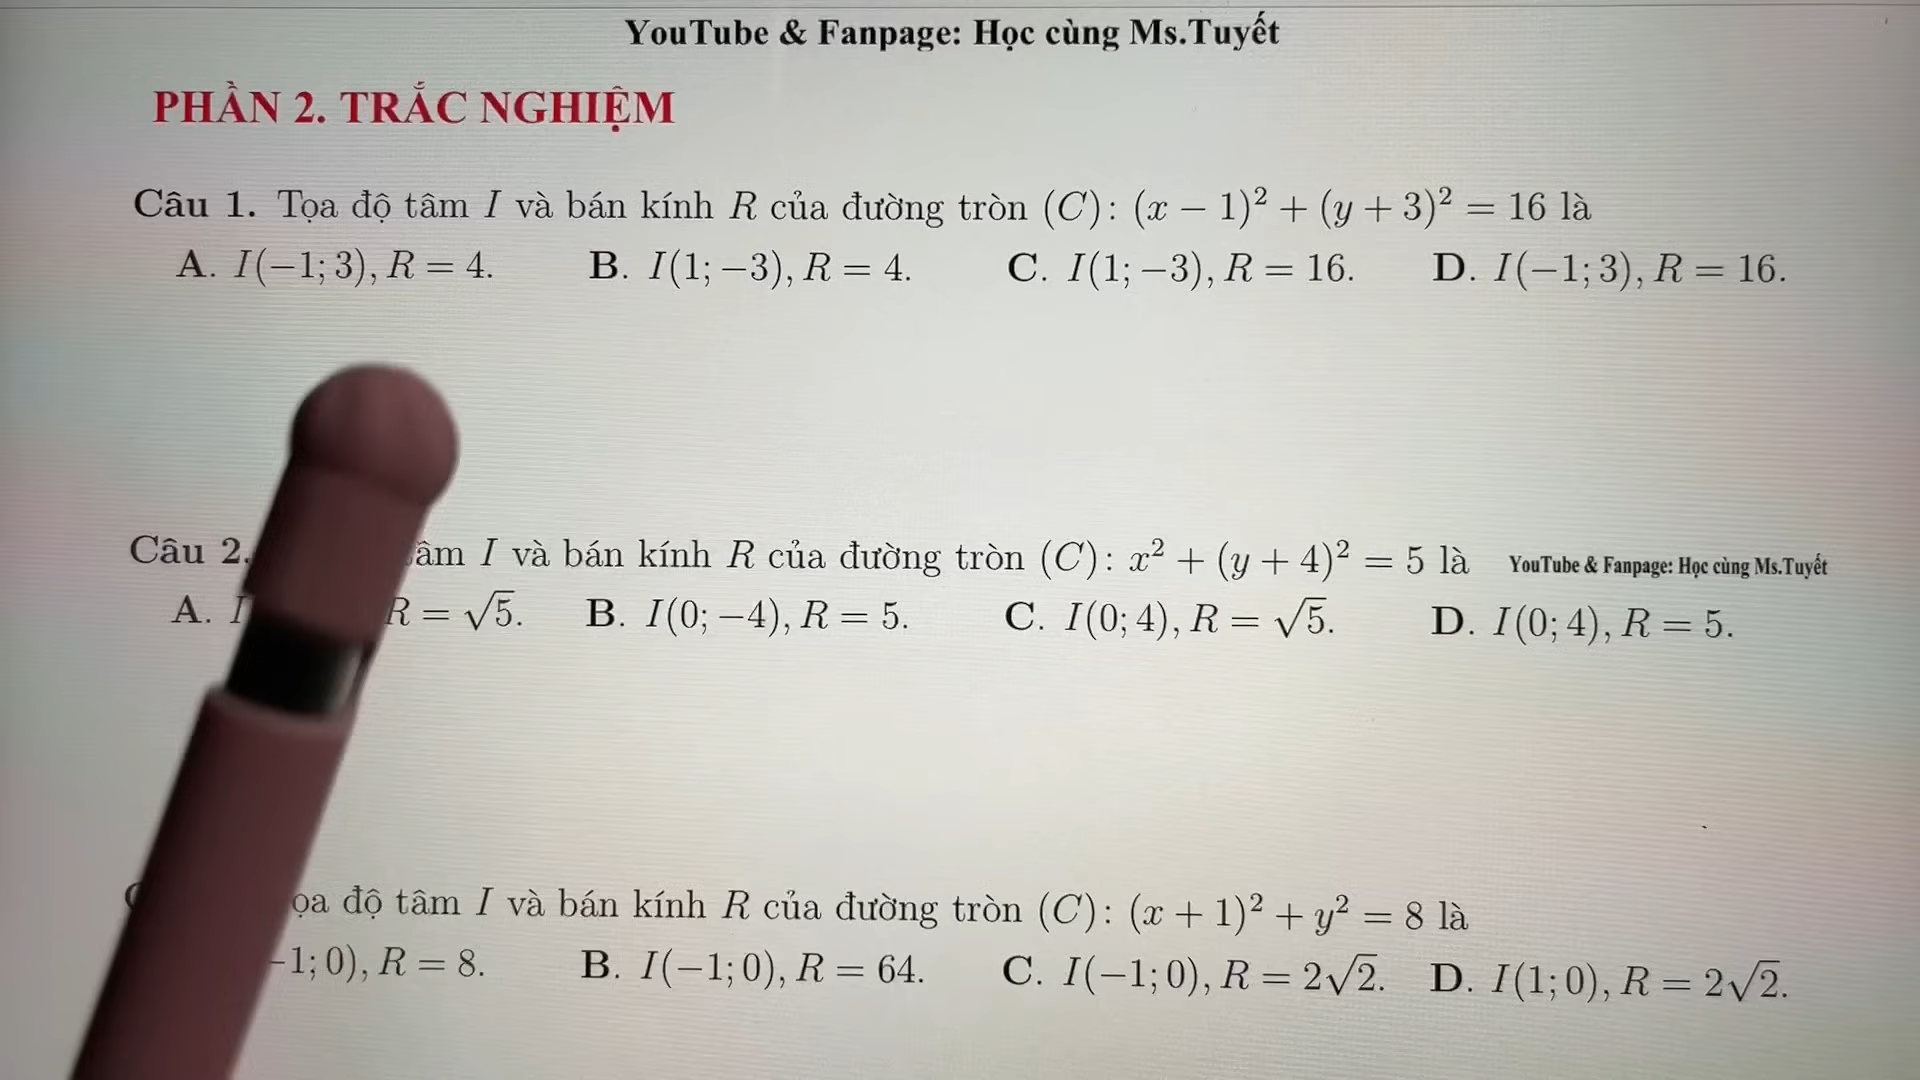 YouTube & Fanpage: Học cùng Ms.Tuyết
PHẦN 2. TRẮC NGHIỆM
Câu 1. Tọa độ tâm I và bán kính R của đường tròn (C): (x − 1)² + (y + 3)² = 16 là
A. I(−1; 3), R = 4. B. I(1; −3), R = 4. C. I(1; −3), R = 16. D. I(−1; 3), R = 16.
Câu 2. âm I và bán kính R của đường tròn (C): x² + (y + 4)² = 5 là YouTube & Fanpage: Học cùng Ms.Tuyết
A. I R = √5. B. I(0; −4), R = 5. C. I(0; 4), R = √5. D. I(0; 4), R = 5.
ọa độ tâm I và bán kính R của đường tròn (C): (x + 1)² + y² = 8 là
−1; 0), R = 8. B. I(−1; 0), R = 64. C. I(−1; 0), R = 2√2. D. I(1; 0), R = 2√2.